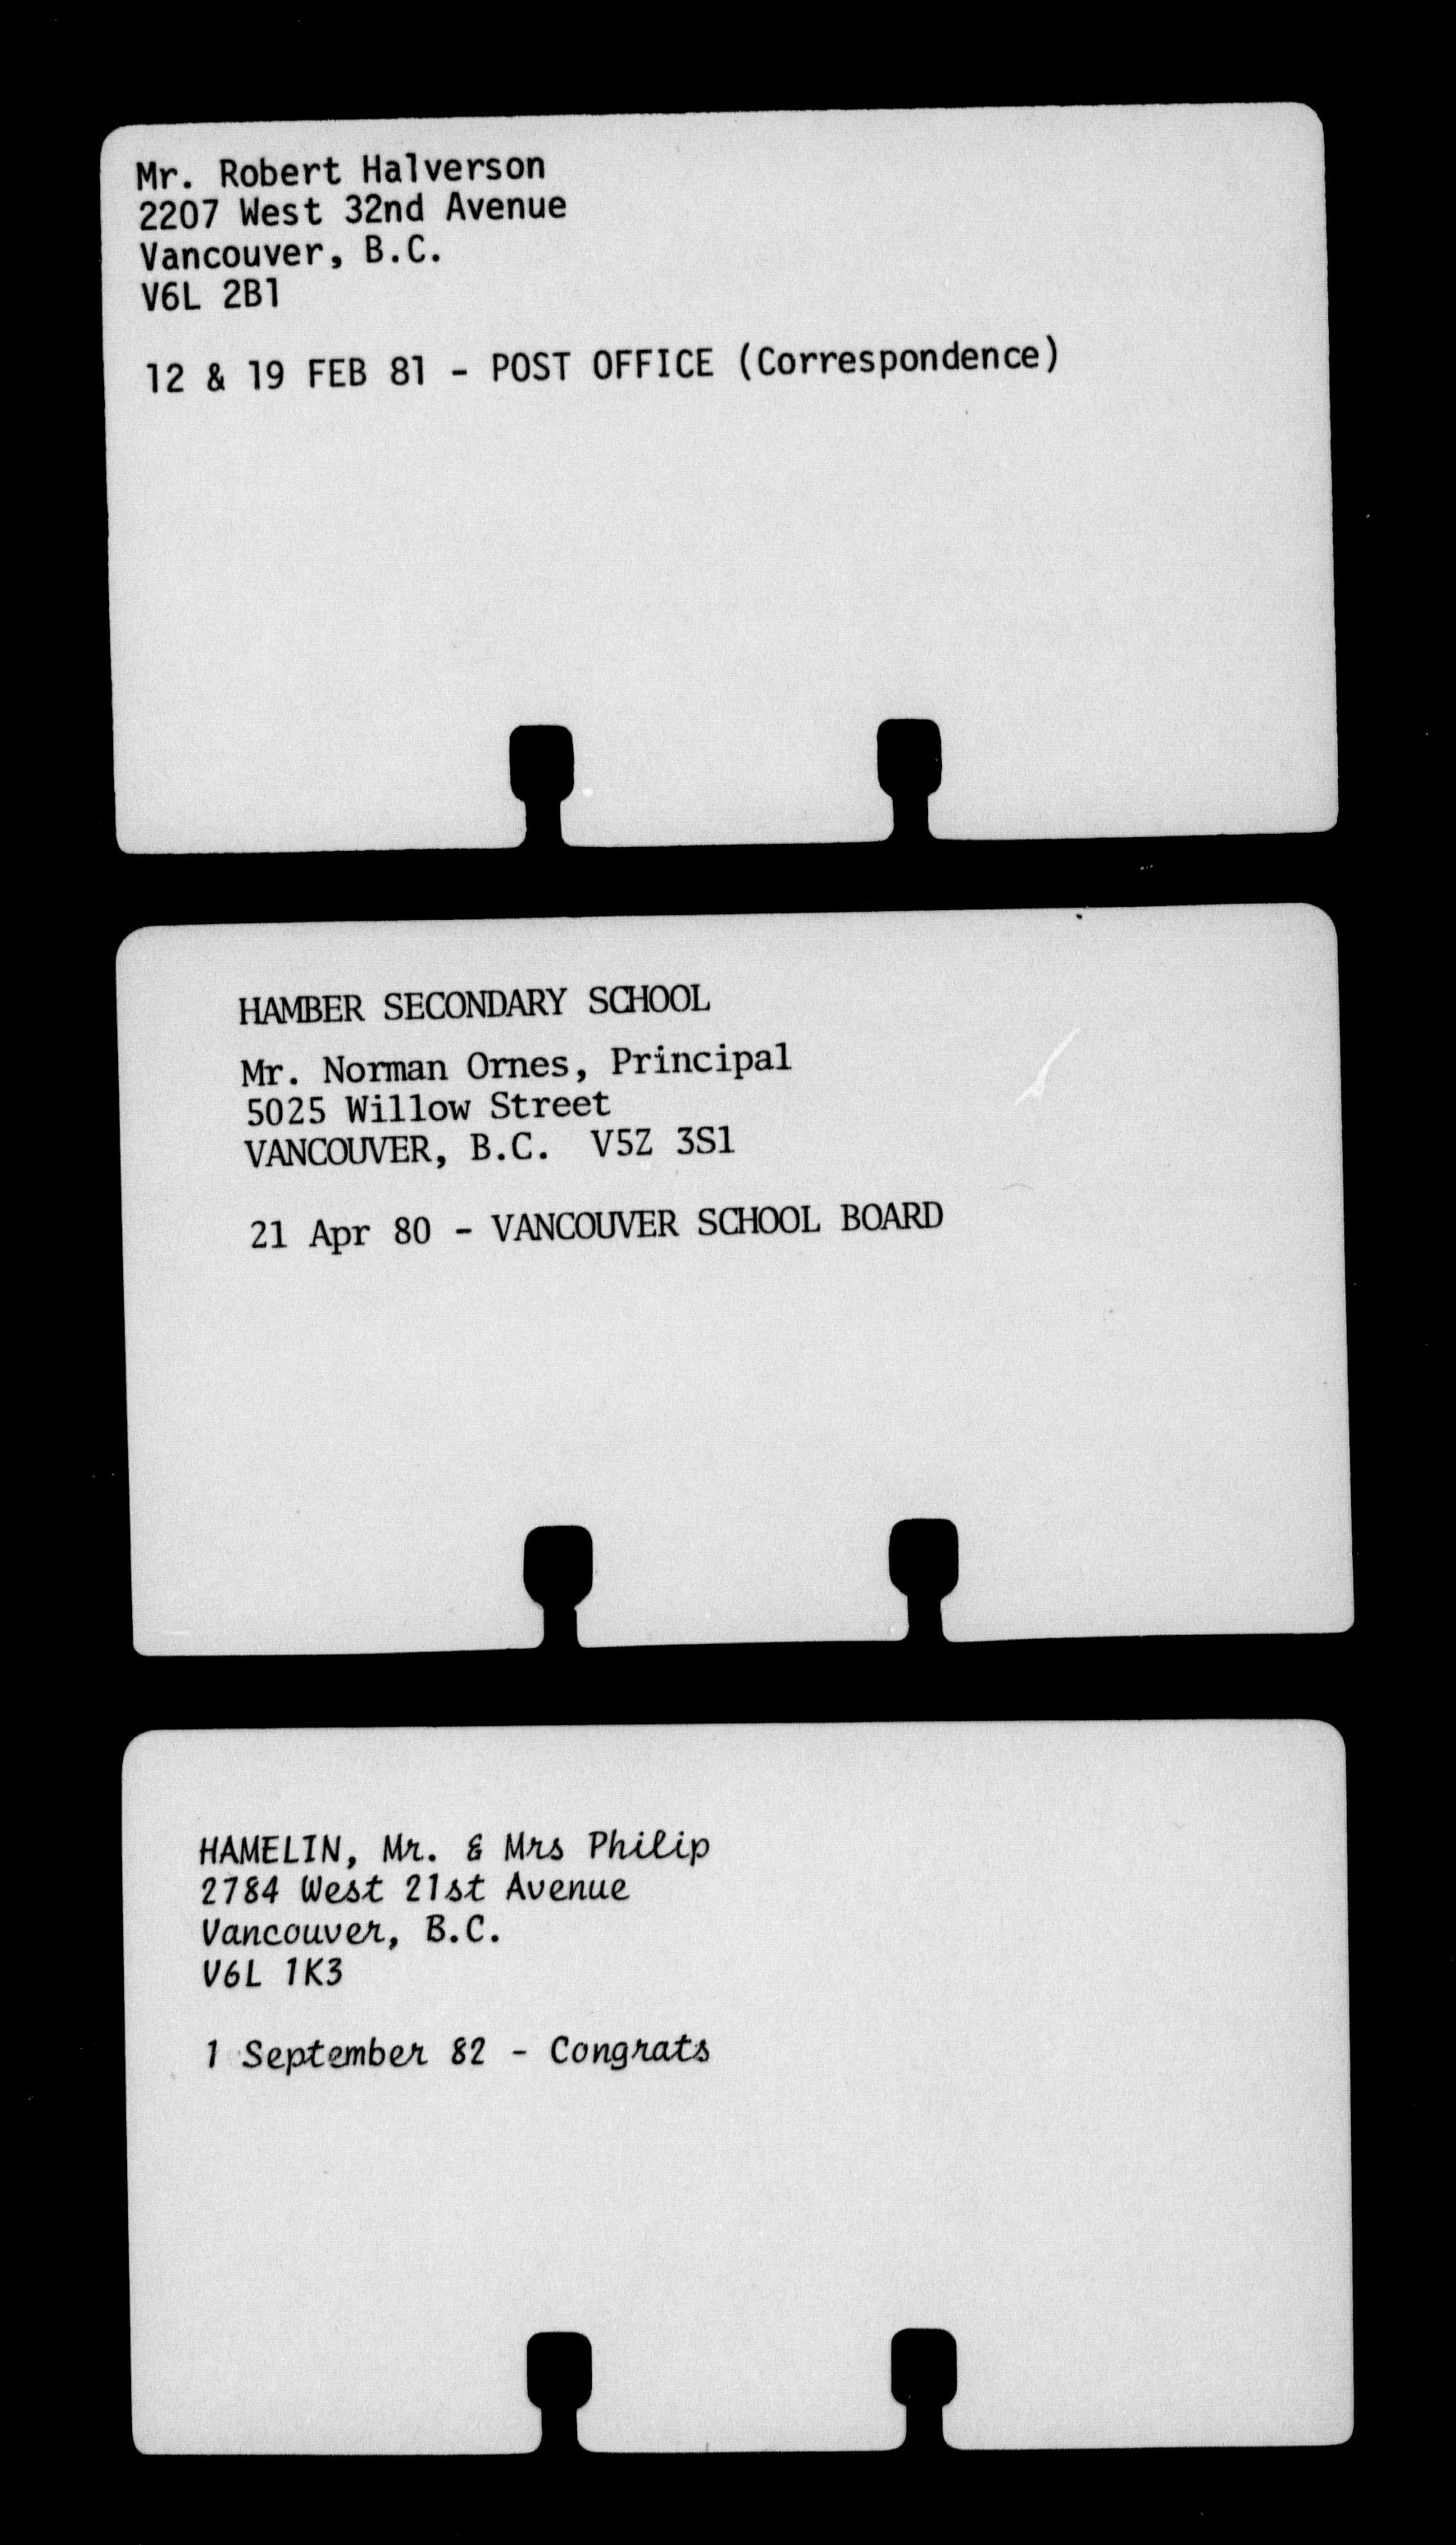 Mr. Robert Halverson
2207 West 32nd Avenue
Vancouver, B.C.
V6L 2B1
12 & 19 FEB 81 - POST OFFICE (Correspondence)
HAMBER SECONDARY SCHOOL
Mr. Norman Ornes, Principal
5025 Willow Street
VANCOUVER, B.C. V5Z 3S1
21 Apr 80 - VANCOUVER SCHOOL BOARD
HAMELIN, Mr. & Mrs Philip
2784 West 21st Avenue
Vancouver, B.C.
V6L 1K3
1 September 82 - Congrats